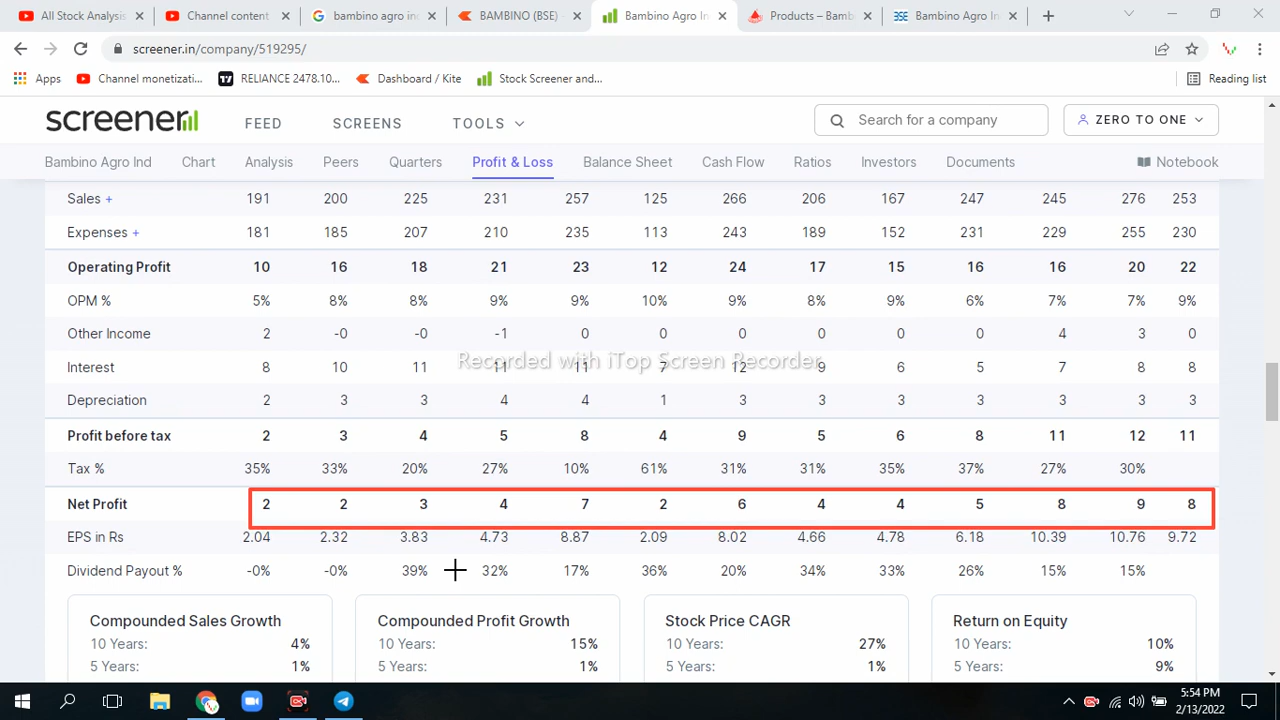 All Stock Analysis
Channel content
bambino agro inc
BAMBINO (BSE) -
Bambino Agro In
Products – Bamb
Bambino Agro In
screener.in/company/519295/
Apps
Channel monetizati...
RELIANCE 2478.10...
Dashboard / Kite
Stock Screener and...
Reading list
screener
FEED
SCREENS
TOOLS
Search for a company
ZERO TO ONE
Bambino Agro Ind Chart Analysis Peers Quarters Profit & Loss Balance Sheet Cash Flow Ratios Investors Documents Notebook
Sales + 191 200 225 231 257 125 266 206 167 247 245 276 253
Expenses + 181 185 207 210 235 113 243 189 152 231 229 255 230
Operating Profit 10 16 18 21 23 12 24 17 15 16 16 20 22
OPM % 5% 8% 8% 9% 9% 10% 9% 8% 9% 6% 7% 7% 9%
Other Income 2 -0 -0 -1 0 0 0 0 0 0 4 3 0
Recorded with iTop Screen Recorder
Interest 8 10 11 11 11 7 12 9 6 5 7 8 8
Depreciation 2 3 3 4 4 1 3 3 3 3 3 3 3
Profit before tax 2 3 4 5 8 4 9 5 6 8 11 12 11
Tax % 35% 33% 20% 27% 10% 61% 31% 31% 35% 37% 27% 30%
Net Profit 2 2 3 4 7 2 6 4 4 5 8 9 8
EPS in Rs 2.04 2.32 3.83 4.73 8.87 2.09 8.02 4.66 4.78 6.18 10.39 10.76 9.72
Dividend Payout % -0% -0% 39% 32% 17% 36% 20% 34% 33% 26% 15% 15%
Compounded Sales Growth
10 Years: 4%
5 Years: 1%
Compounded Profit Growth
10 Years: 15%
5 Years: 1%
Stock Price CAGR
10 Years: 27%
5 Years: 1%
Return on Equity
10 Years: 10%
5 Years: 9%
5:54 PM
2/13/2022